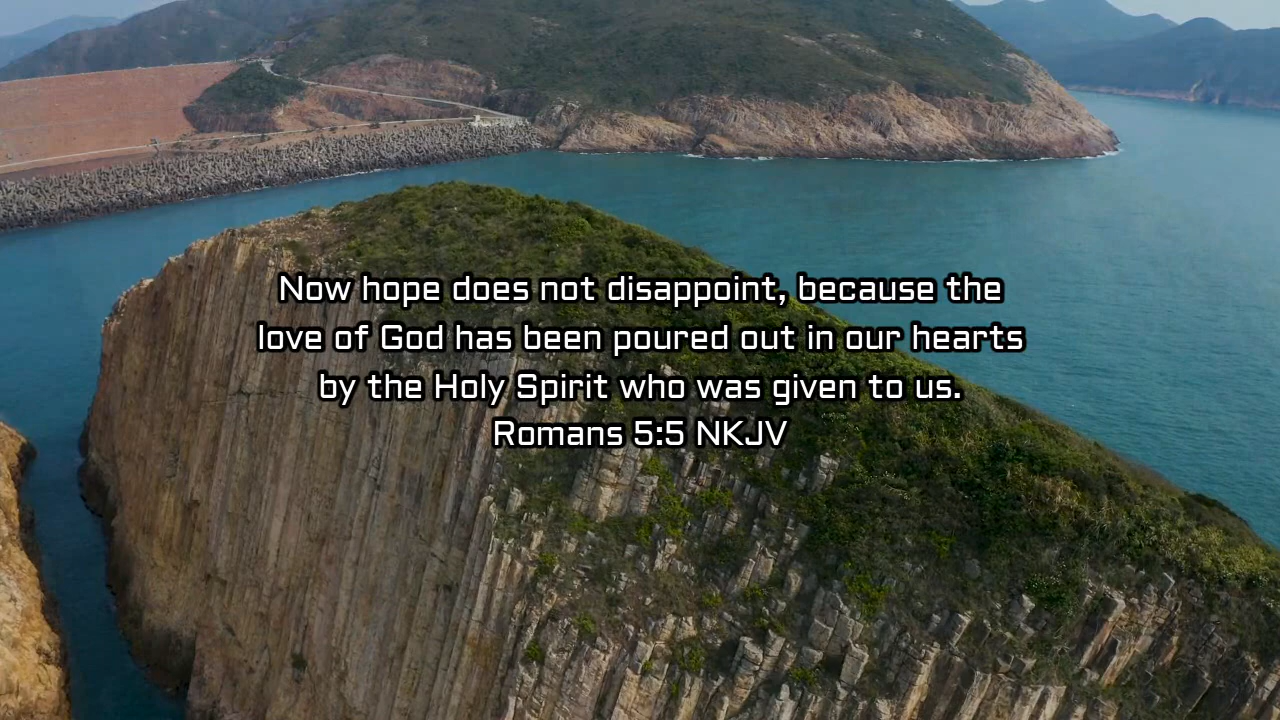 Now hope does not disappoint, because the
love of God has been poured out in our hearts
by the Holy Spirit who was given to us.
Romans 5:5 NKJV